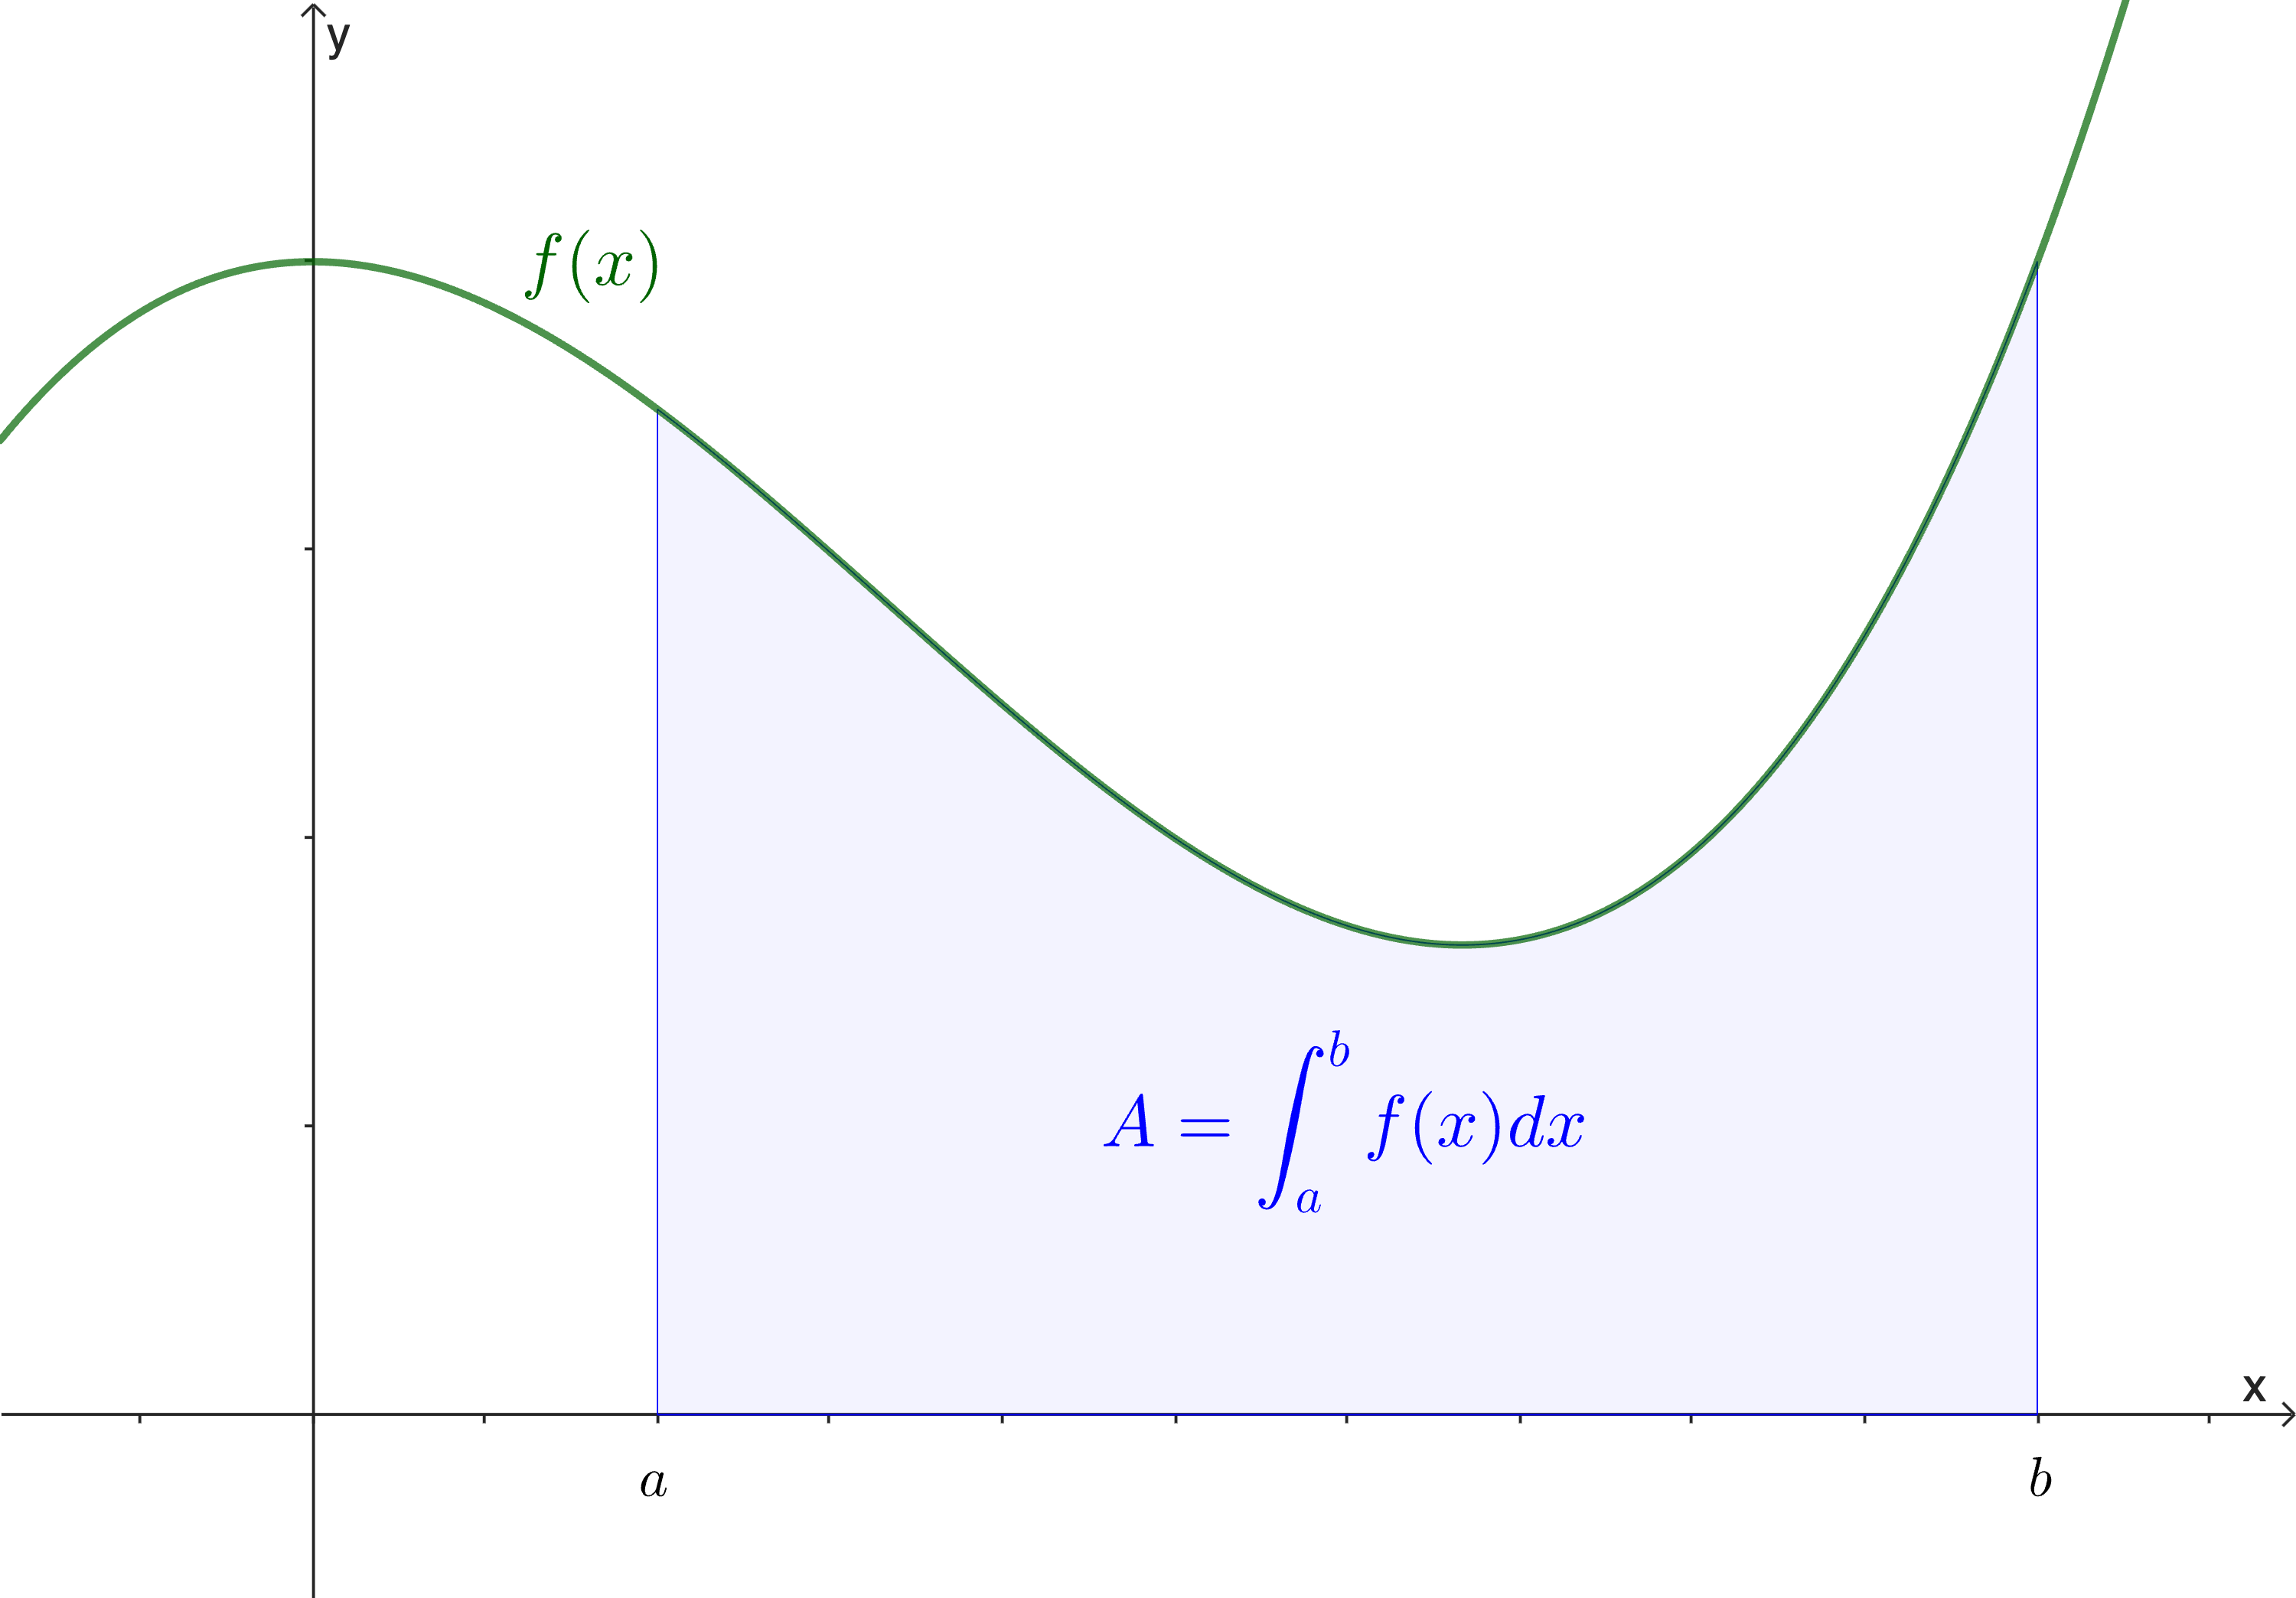 y
f(x)
A = ∫_a^b f(x)dx
x
a
b